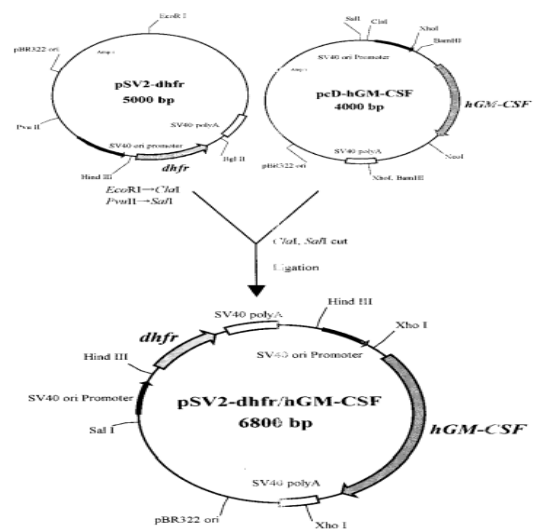 EcoR I
pBR322 ori
Amp r
pSV2-dhfr
5000 bp
Pvu II
SV40 polyA
SV40 ori promoter
Bgl II
Hind III
dhfr
EcoRI→ClaI
PvuII→SalI
SalI
ClaI
XhoI
BamHI
SV40 ori Promoter
Amp r
pcD-hGM-CSF
4000 bp
hGM-CSF
NcoI
SV40 polyA
pBR322 ori
XhoI, BamHI
ClaI, SalI cut
Ligation
SV40 polyA
Hind III
dhfr
Xho I
Hind III
SV40 ori Promoter
SV40 ori Promoter
pSV2-dhfr/hGM-CSF
6800 bp
Sal I
hGM-CSF
SV40 polyA
pBR322 ori
Xho I